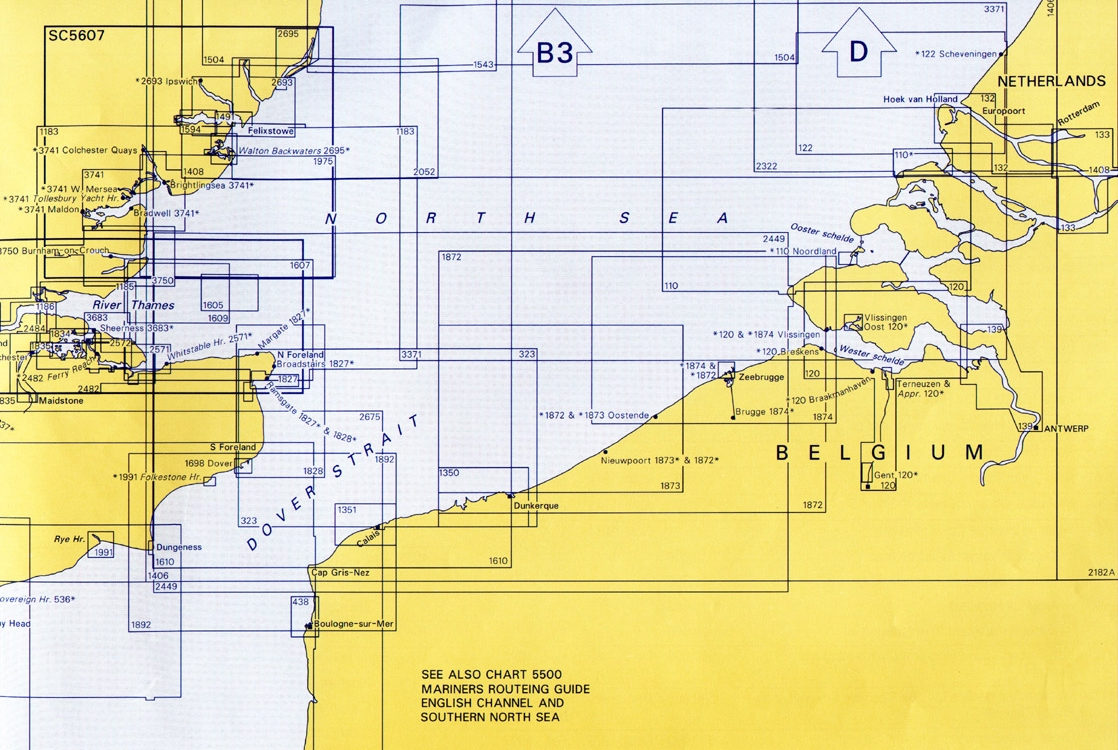 SC5607
2695
1504
1543
1504
3371
1406
B3
D
*122 Scheveningen
NETHERLANDS
*2693 Ipswich
2693
Hoek van Holland
132
Europoort
Rotterdam
149
1594
Felixstowe
1183
1183
133
*3741 Colchester Quays
Walton Backwaters 2695*
1975
122
110*
2322
132
1408
3741
1408
2052
*3741 W. Mersea
Brightlingsea 3741*
*3741 Tollesbury Yacht Hr.
*3741 Maldon
Bradwell 3741*
NORTH SEA
133
Ooster schelde
2449
*110 Noordland
3750 Burnham-on-Crouch
1872
1607
3750
1185
110
120
1186
River Thames
1605
1609
3683
Sheerness 3683*
2484
1834
Vlissingen
Oost 120*
139
*120 & *1874 Vlissingen
1835
2572
2571
Whitstable Hr. 2571*
Margate 1827*
N Foreland
Broadstairs 1827*
3371
323
*120 Breskens
Wester schelde
*1874 &
*1872
Zeebrugge
120
*2482 Ferry Rea
2482
1827
Ramsgate 1827* & 1828*
*120 Braakmanhaven
Terneuzen &
Appr. 120*
835
Maidstone
2675
*1872 & *1873 Oostende
Brugge 1874*
1874
139
ANTWERP
DOVER STRAIT
S Foreland
1698 Dover
1892
1828
Nieuwpoort 1873* & 1872*
BELGIUM
*1991 Folkestone Hr.
1350
1873
Gent 120*
120
1351
Dunkerque
1872
323
Calais
Rye Hr.
1991
Dungeness
1610
1610
1406
Cap Gris-Nez
2182A
2449
overeign Hr. 536*
438
y Head
1892
Boulogne-sur-Mer
SEE ALSO CHART 5500
MARINERS ROUTEING GUIDE
ENGLISH CHANNEL AND
SOUTHERN NORTH SEA